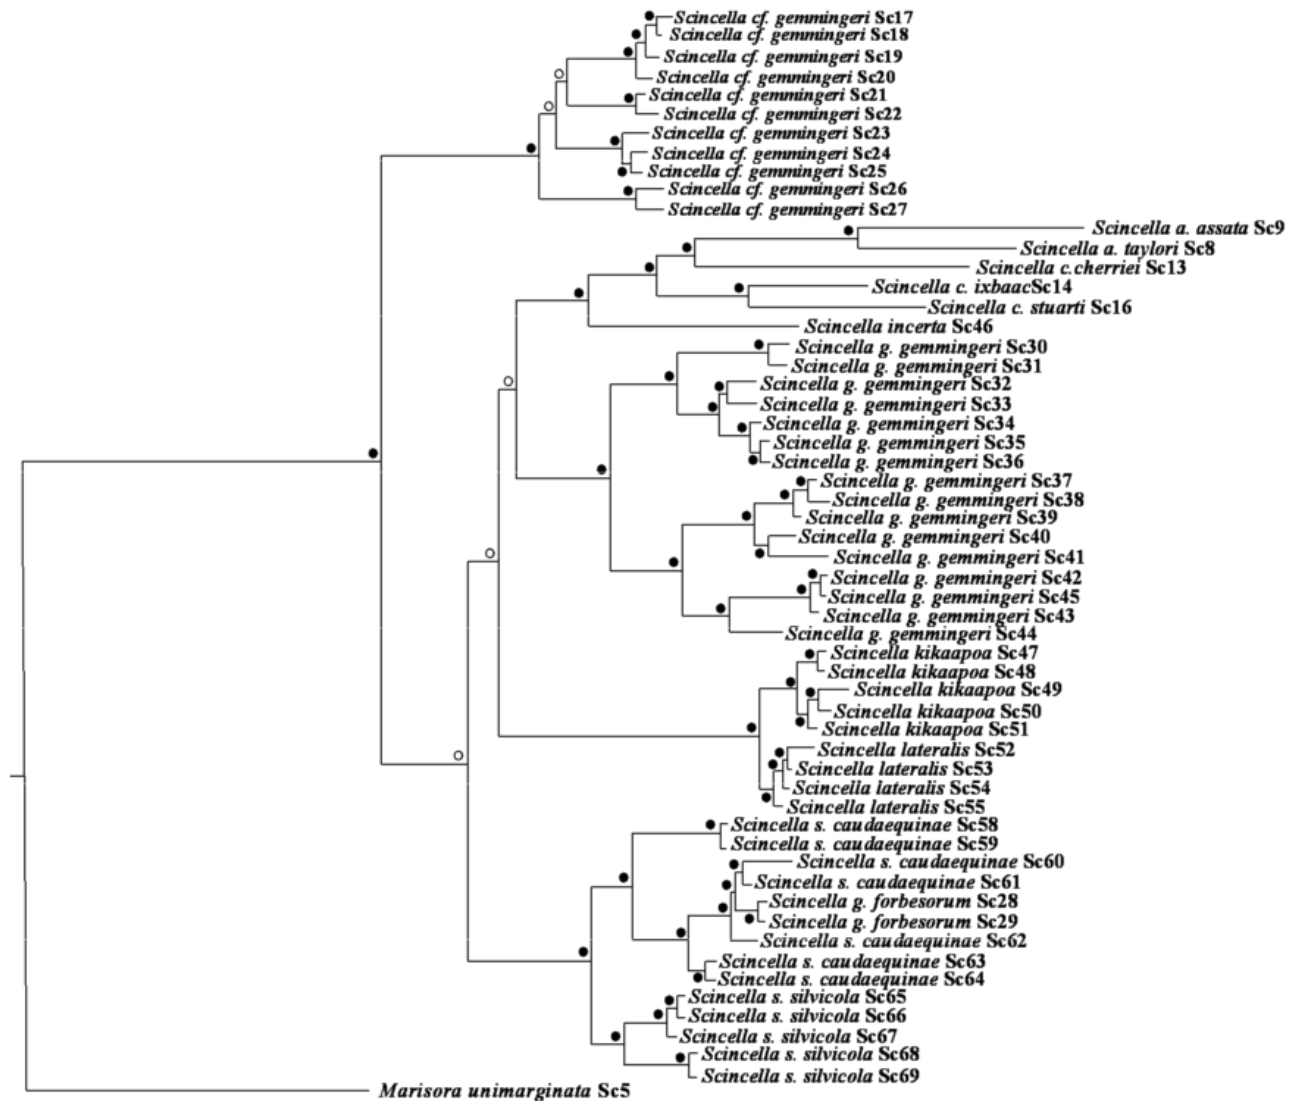 Scincella cf. gemmingeri Sc17
Scincella cf. gemmingeri Sc18
Scincella cf. gemmingeri Sc19
Scincella cf. gemmingeri Sc20
Scincella cf. gemmingeri Sc21
Scincella cf. gemmingeri Sc22
Scincella cf. gemmingeri Sc23
Scincella cf. gemmingeri Sc24
Scincella cf. gemmingeri Sc25
Scincella cf. gemmingeri Sc26
Scincella cf. gemmingeri Sc27
Scincella a. assata Sc9
Scincella a. taylori Sc8
Scincella c.cherriei Sc13
Scincella c. ixbaacSc14
Scincella c. stuarti Sc16
Scincella incerta Sc46
Scincella g. gemmingeri Sc30
Scincella g. gemmingeri Sc31
Scincella g. gemmingeri Sc32
Scincella g. gemmingeri Sc33
Scincella g. gemmingeri Sc34
Scincella g. gemmingeri Sc35
Scincella g. gemmingeri Sc36
Scincella g. gemmingeri Sc37
Scincella g. gemmingeri Sc38
Scincella g. gemmingeri Sc39
Scincella g. gemmingeri Sc40
Scincella g. gemmingeri Sc41
Scincella g. gemmingeri Sc42
Scincella g. gemmingeri Sc45
Scincella g. gemmingeri Sc43
Scincella g. gemmingeri Sc44
Scincella kikaapoa Sc47
Scincella kikaapoa Sc48
Scincella kikaapoa Sc49
Scincella kikaapoa Sc50
Scincella kikaapoa Sc51
Scincella lateralis Sc52
Scincella lateralis Sc53
Scincella lateralis Sc54
Scincella lateralis Sc55
Scincella s. caudaequinae Sc58
Scincella s. caudaequinae Sc59
Scincella s. caudaequinae Sc60
Scincella s. caudaequinae Sc61
Scincella g. forbesorum Sc28
Scincella g. forbesorum Sc29
Scincella s. caudaequinae Sc62
Scincella s. caudaequinae Sc63
Scincella s. caudaequinae Sc64
Scincella s. silvicola Sc65
Scincella s. silvicola Sc66
Scincella s. silvicola Sc67
Scincella s. silvicola Sc68
Scincella s. silvicola Sc69
Marisora unimarginata Sc5